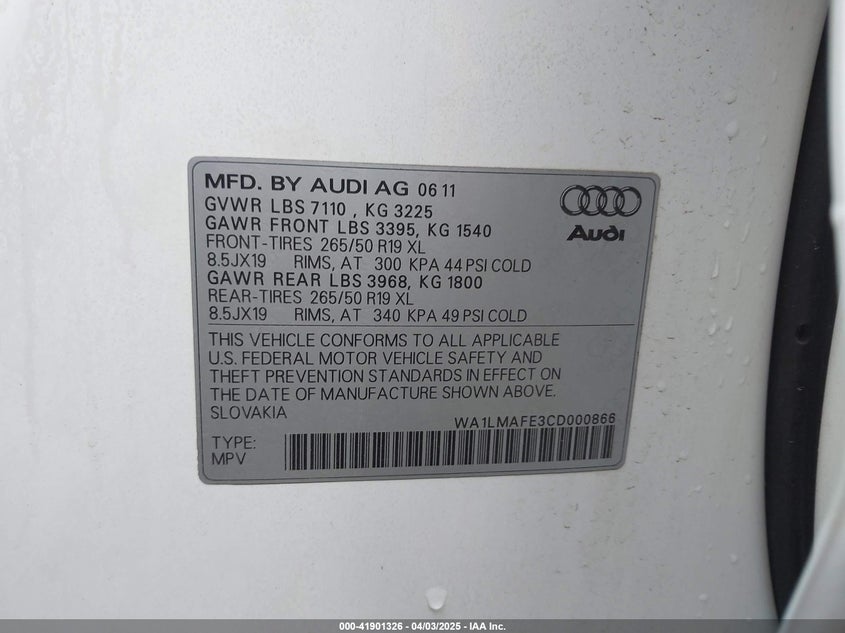 MFD. BY AUDI AG 06 11
GVWR LBS 7110 , KG 3225
GAWR FRONT LBS 3395, KG 1540
FRONT-TIRES 265/50 R19 XL
8.5JX19 RIMS, AT 300 KPA 44 PSI COLD
GAWR REAR LBS 3968, KG 1800
REAR-TIRES 265/50 R19 XL
8.5JX19 RIMS, AT 340 KPA 49 PSI COLD
Audi
THIS VEHICLE CONFORMS TO ALL APPLICABLE
U.S. FEDERAL MOTOR VEHICLE SAFETY AND
THEFT PREVENTION STANDARDS IN EFFECT ON
THE DATE OF MANUFACTURE SHOWN ABOVE.
SLOVAKIA
WA1LMAFE3CD000866
TYPE:
MPV
000-41901326 - 04/03/2025 - IAA Inc.